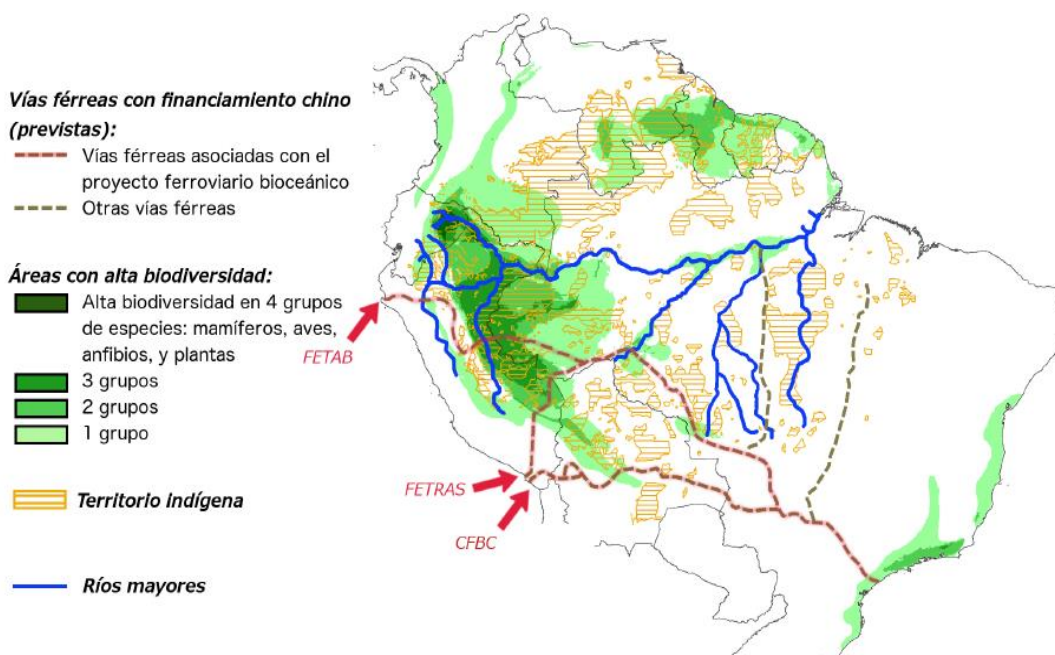 Vías férreas con financiamiento chino
(previstas):
Vías férreas asociadas con el
proyecto ferroviario bioceánico
Otras vías férreas
Áreas con alta biodiversidad:
Alta biodiversidad en 4 grupos
de especies: mamíferos, aves,
anfibios, y plantas
3 grupos
2 grupos
1 grupo
Territorio indígena
Ríos mayores
FETAB
FETRAS
CFBC